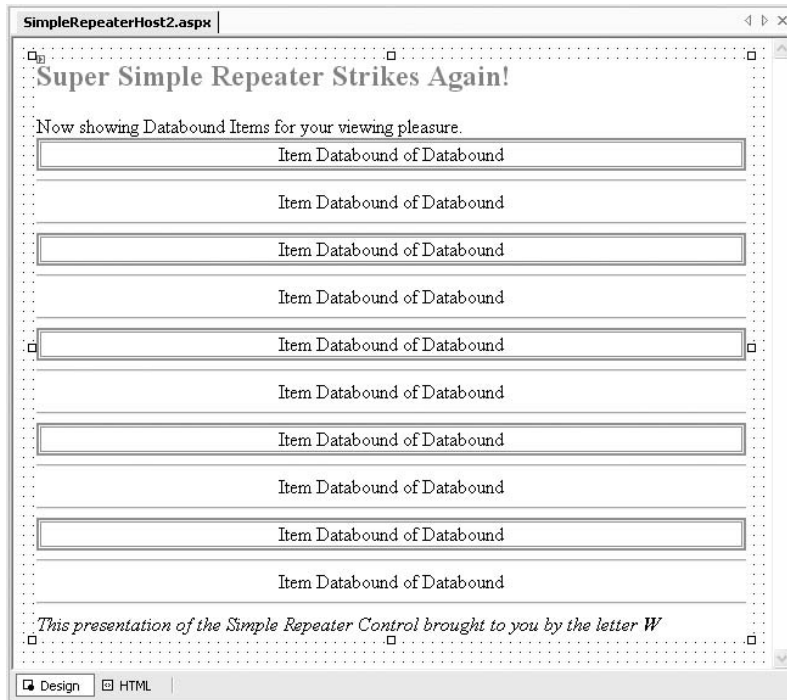 SimpleRepeaterHost2.aspx
Super Simple Repeater Strikes Again!
Now showing Databound Items for your viewing pleasure.
Item Databound of Databound
Item Databound of Databound
Item Databound of Databound
Item Databound of Databound
Item Databound of Databound
Item Databound of Databound
Item Databound of Databound
Item Databound of Databound
Item Databound of Databound
Item Databound of Databound
This presentation of the Simple Repeater Control brought to you by the letter W
Design HTML